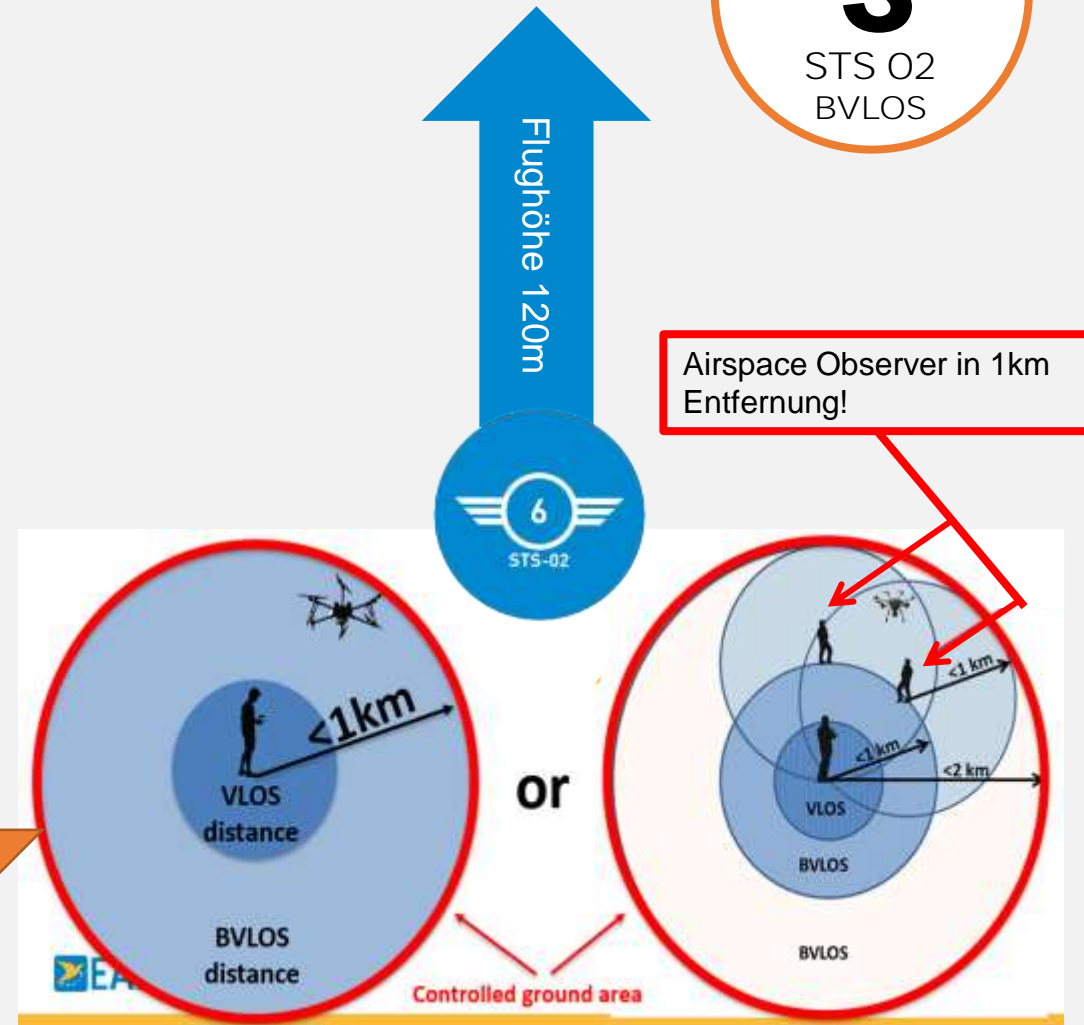 3
STS 02
BVLOS
Flughöhe 120m
Airspace Observer in 1km
Entfernung!
6
STS-02
<1km
VLOS
distance
BVLOS
distance
or
<1 km
<1 km
<2 km
VLOS
BVLOS
BVLOS
Controlled ground area